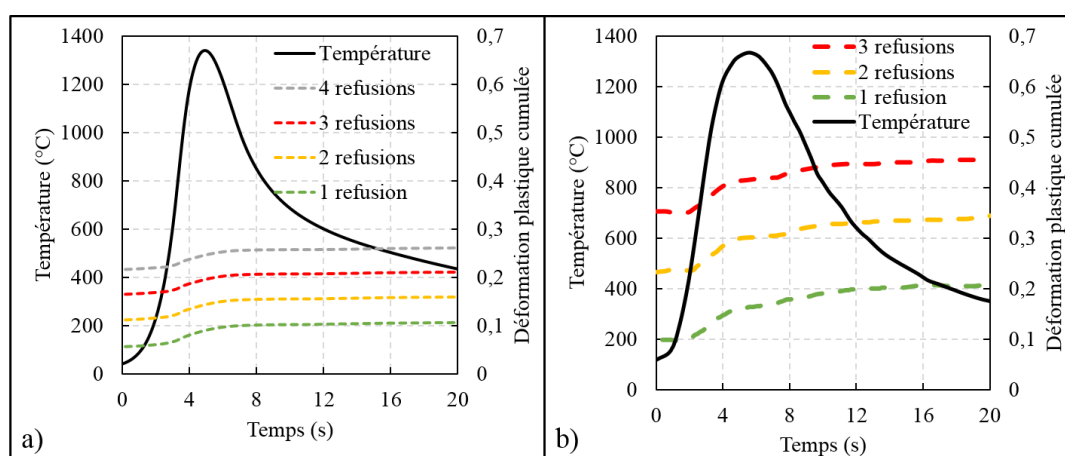 1400
1200
1000
800
600
400
200
0
Température (°C)
Température
4 refusions
3 refusions
2 refusions
1 refusion
0,7
0,6
0,5
0,4
0,3
0,2
0,1
0
Déformation plastique cumulée
0 4 8 12 16 20
Temps (s)
a)
1400
1200
1000
800
600
400
200
0
Température (°C)
3 refusions
2 refusions
1 refusion
Température
0,7
0,6
0,5
0,4
0,3
0,2
0,1
0
Déformation plastique cumulée
0 4 8 12 16 20
Temps (s)
b)